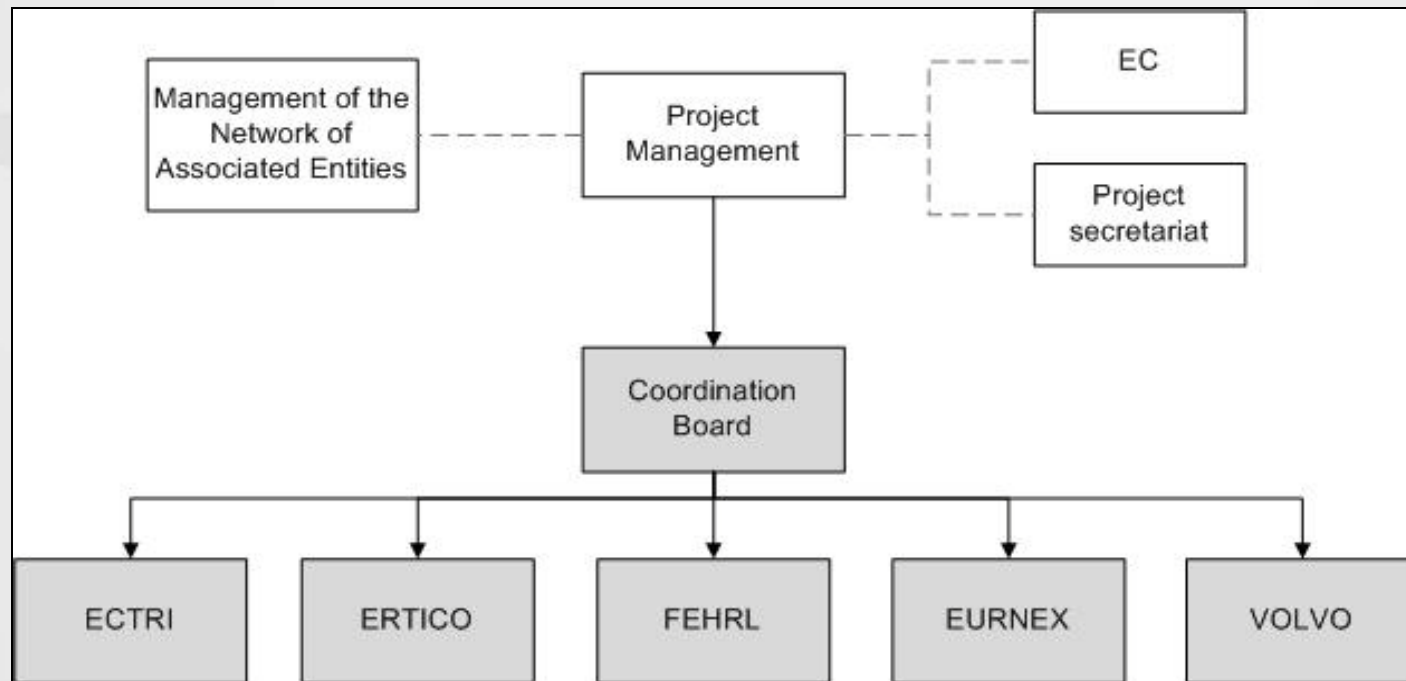 Management of the
Network of
Associated Entities
Project
Management
EC
Project
secretariat
Coordination
Board
ECTRI
ERTICO
FEHRL
EURNEX
VOLVO